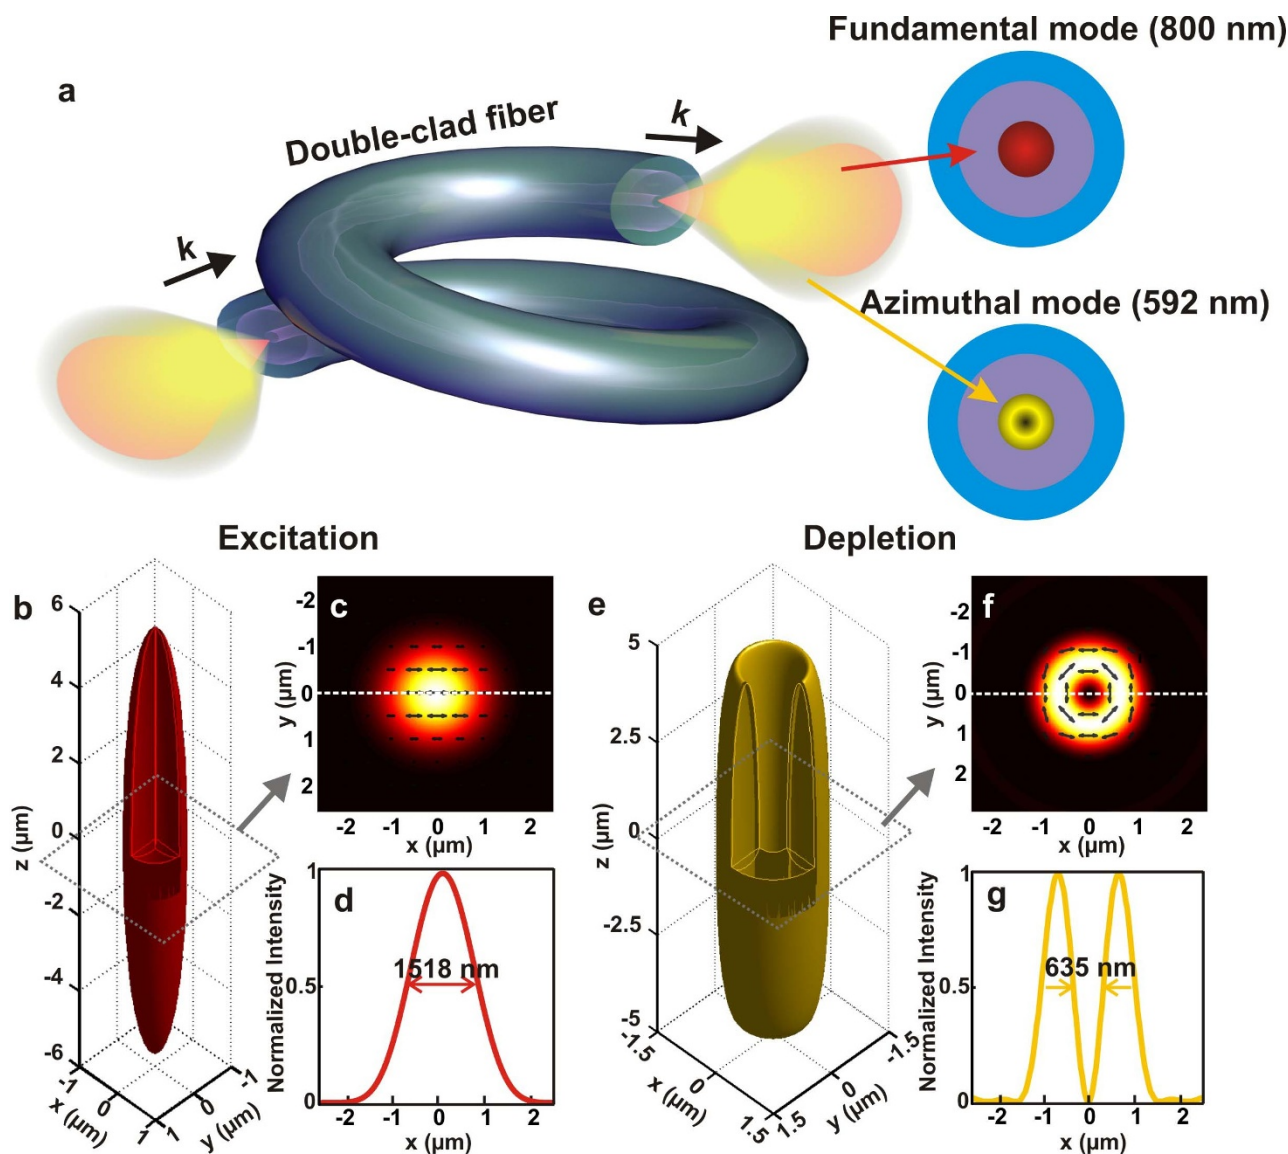 Fundamental mode (800 nm)
a
Double-clad fiber
k
k
Azimuthal mode (592 nm)
Excitation
Depletion
b
6
4
2
0
-2
-4
-6
z (µm)
-1
0
1
x (µm)
1
0
-1
y (µm)
c
-2
-1
0
1
2
y (µm)
-2 -1 0 1 2
x (µm)
d
1
0.5
0
Normalized Intensity
1518 nm
-2 -1 0 1 2
x (µm)
e
5
2.5
0
-2.5
-5
z (µm)
-1.5
0
1.5
x (µm)
1.5
0
-1.5
y (µm)
f
-2
-1
0
1
2
y (µm)
-2 -1 0 1 2
x (µm)
g
1
0.5
0
Normalized Intensity
635 nm
-2 -1 0 1 2
x (µm)